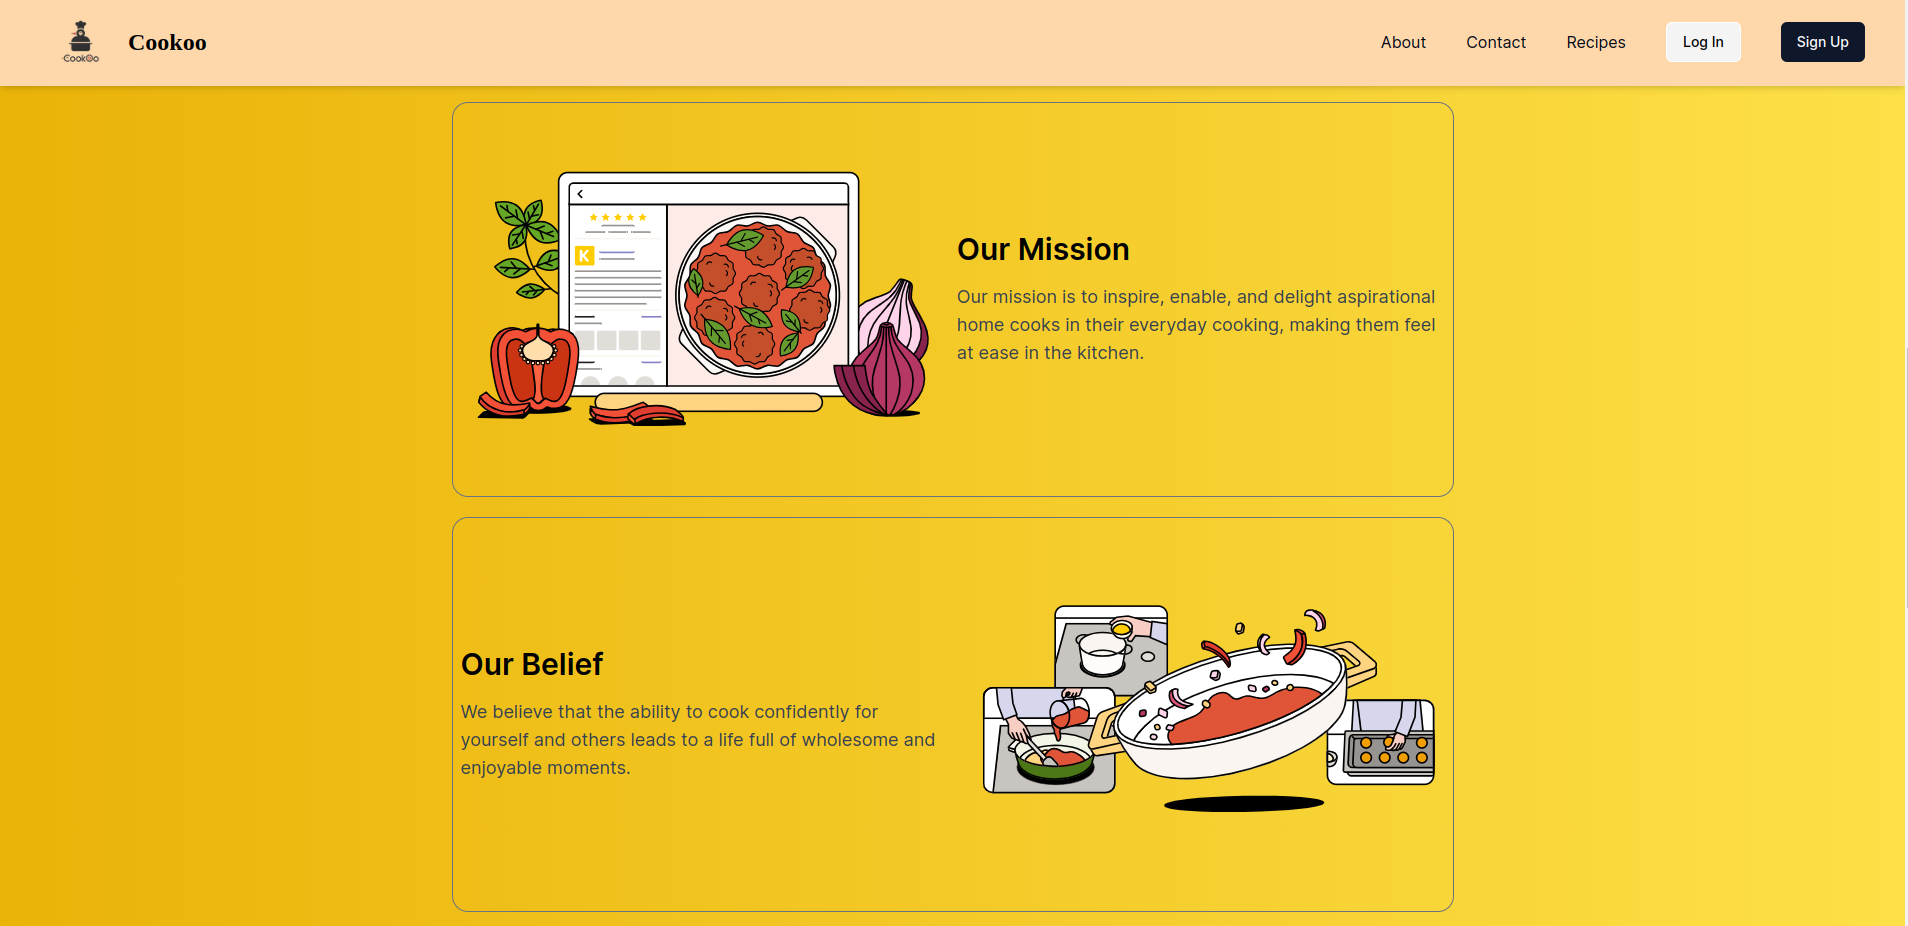 CookOo
Cookoo
About
Contact
Recipes
Log In
Sign Up
K
Our Mission
Our mission is to inspire, enable, and delight aspirational
home cooks in their everyday cooking, making them feel
at ease in the kitchen.
Our Belief
We believe that the ability to cook confidently for
yourself and others leads to a life full of wholesome and
enjoyable moments.